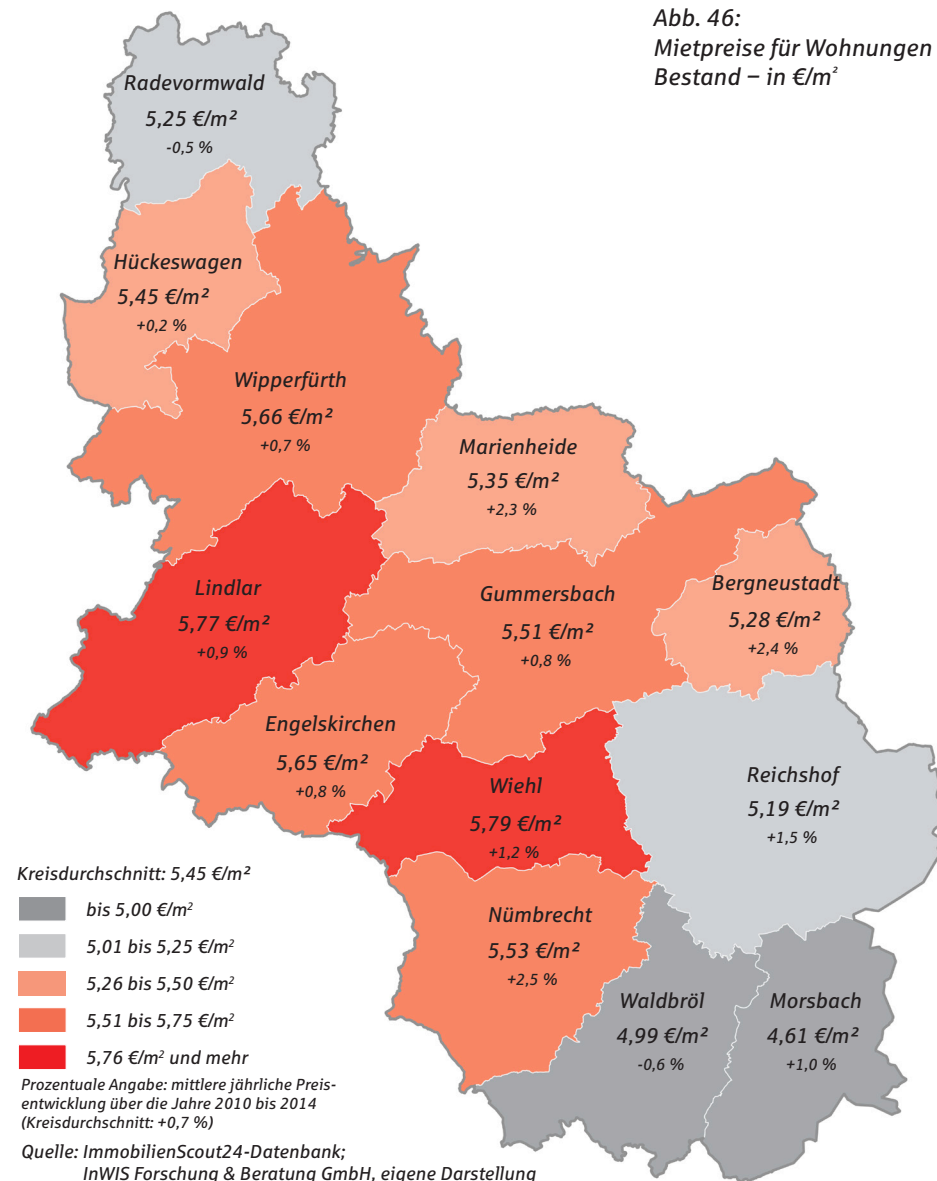 Abb. 46:
Mietpreise für Wohnungen
Bestand – in €/m²
Radevormwald
5,25 €/m²
-0,5 %
Hückeswagen
5,45 €/m²
+0,2 %
Wipperfürth
5,66 €/m²
+0,7 %
Marienheide
5,35 €/m²
+2,3 %
Lindlar
5,77 €/m²
+0,9 %
Gummersbach
5,51 €/m²
+0,8 %
Bergneustadt
5,28 €/m²
+2,4 %
Engelskirchen
5,65 €/m²
+0,8 %
Wiehl
5,79 €/m²
+1,2 %
Reichshof
5,19 €/m²
+1,5 %
Nümbrecht
5,53 €/m²
+2,5 %
Waldbröl
4,99 €/m²
-0,6 %
Morsbach
4,61 €/m²
+1,0 %
Kreisdurchschnitt: 5,45 €/m²
bis 5,00 €/m²
5,01 bis 5,25 €/m²
5,26 bis 5,50 €/m²
5,51 bis 5,75 €/m²
5,76 €/m² und mehr
Prozentuale Angabe: mittlere jährliche Preis-
entwicklung über die Jahre 2010 bis 2014
(Kreisdurchschnitt: +0,7 %)
Quelle: ImmobilienScout24-Datenbank;
InWIS Forschung & Beratung GmbH, eigene Darstellung